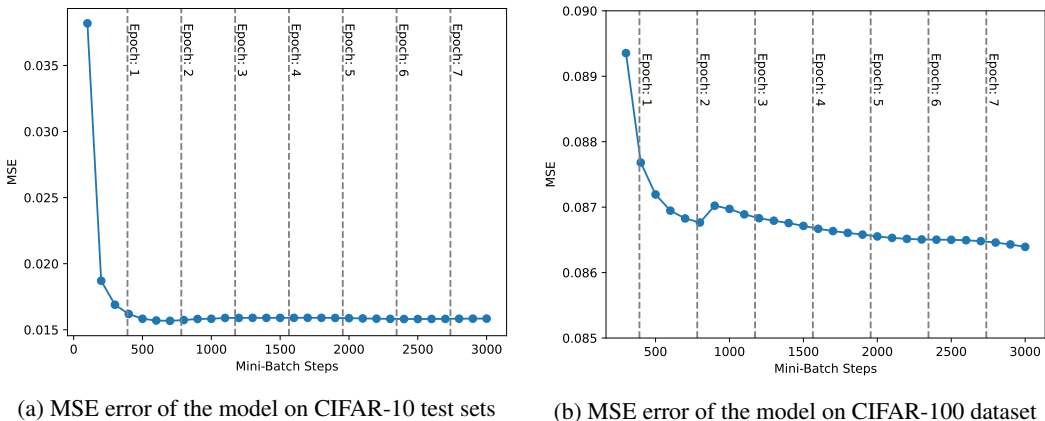 0.035
0.030
0.025
0.020
0.015
MSE
Epoch: 1
Epoch: 2
Epoch: 3
Epoch: 4
Epoch: 5
Epoch: 6
Epoch: 7
0 500 1000 1500 2000 2500 3000
Mini-Batch Steps
(a) MSE error of the model on CIFAR-10 test sets
0.090
0.089
0.088
0.087
0.086
0.085
MSE
Epoch: 1
Epoch: 2
Epoch: 3
Epoch: 4
Epoch: 5
Epoch: 6
Epoch: 7
500 1000 1500 2000 2500 3000
Mini-Batch Steps
(b) MSE error of the model on CIFAR-100 dataset